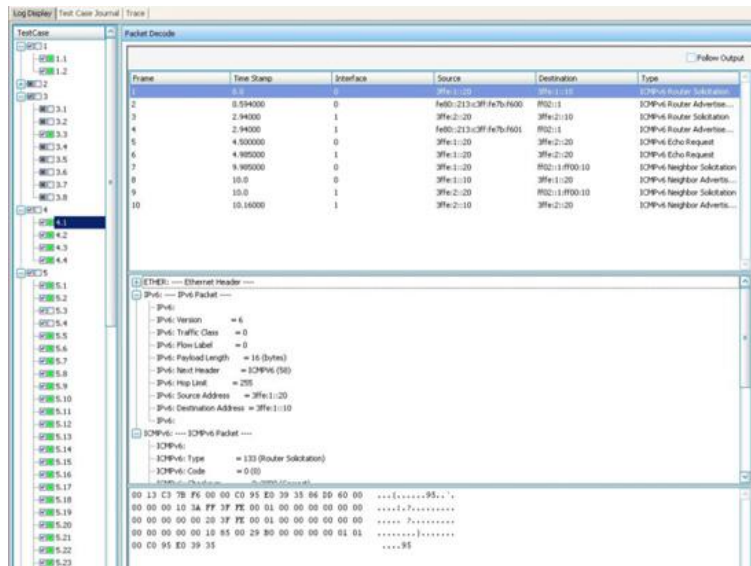 Log Display Test Case Journal Trace
TestCase
1
1.1
1.2
2
3
3.1
3.2
3.3
3.4
3.5
3.6
3.7
3.8
4
4.1
4.2
4.3
4.4
5
5.1
5.2
5.3
5.4
5.5
5.6
5.7
5.8
5.9
5.10
5.11
5.12
5.13
5.14
5.15
5.16
5.17
5.18
5.19
5.20
5.21
5.22
5.23
Packet Decode
Follow Output
Frame Time Stamp Interface Source Destination Type
1 0.0 0 3ffe:1::20 3ffe:1::10 ICMPv6 Router Solicitation
2 0.594000 0 fe80::213:c3ff:fe7b:f600 ff02::1 ICMPv6 Router Advertise...
3 2.94000 1 3ffe:2::20 3ffe:2::10 ICMPv6 Router Solicitation
4 2.94000 1 fe80::213:c3ff:fe7b:f601 ff02::1 ICMPv6 Router Advertise...
5 4.500000 0 3ffe:1::20 3ffe:2::20 ICMPv6 Echo Request
6 4.985000 1 3ffe:1::20 3ffe:2::20 ICMPv6 Echo Request
7 9.985000 0 3ffe:1::20 ff02::1:ff00:10 ICMPv6 Neighbor Solicitation
8 10.0 0 3ffe:1::10 3ffe:1::20 ICMPv6 Neighbor Advertis...
9 10.0 1 3ffe:2::20 ff02::1:ff00:10 ICMPv6 Neighbor Solicitation
10 10.16000 1 3ffe:2::10 3ffe:2::20 ICMPv6 Neighbor Advertis...
ETHER: ---- Ethernet Header ----
IPv6: ---- IPv6 Packet ----
IPv6:
IPv6: Version = 6
IPv6: Traffic Class = 0
IPv6: Flow Label = 0
IPv6: Payload Length = 16 (bytes)
IPv6: Next Header = ICMPV6 (58)
IPv6: Hop Limit = 255
IPv6: Source Address = 3ffe:1::20
IPv6: Destination Address = 3ffe:1::10
IPv6:
ICMPv6: ---- ICMPv6 Packet ----
ICMPv6:
ICMPv6: Type = 133 (Router Solicitation)
ICMPv6: Code = 0 (0)
00 13 C3 7B F6 00 00 C0 95 E0 39 35 86 DD 60 00 ...{......95..`.
00 00 00 10 3A FF 3F FE 00 01 00 00 00 00 00 00 ....:.?.........
00 00 00 00 00 20 3F FE 00 01 00 00 00 00 00 00 ..... ?.........
00 00 00 00 00 10 85 00 29 B0 00 00 00 00 01 01 ........).......
00 C0 95 E0 39 35 ....95